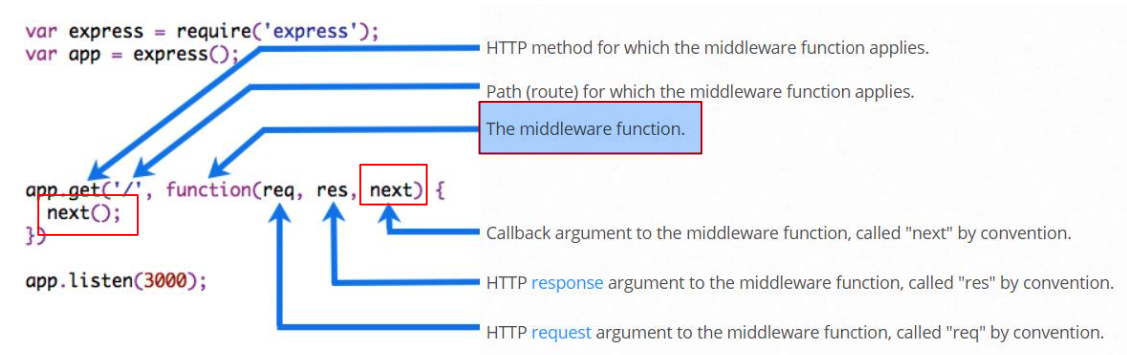 var express = require('express');
var app = express();
HTTP method for which the middleware function applies.
Path (route) for which the middleware function applies.
The middleware function.
app.get('/', function(req, res, next) {
next();
})
Callback argument to the middleware function, called "next" by convention.
app.listen(3000);
HTTP response argument to the middleware function, called "res" by convention.
HTTP request argument to the middleware function, called "req" by convention.